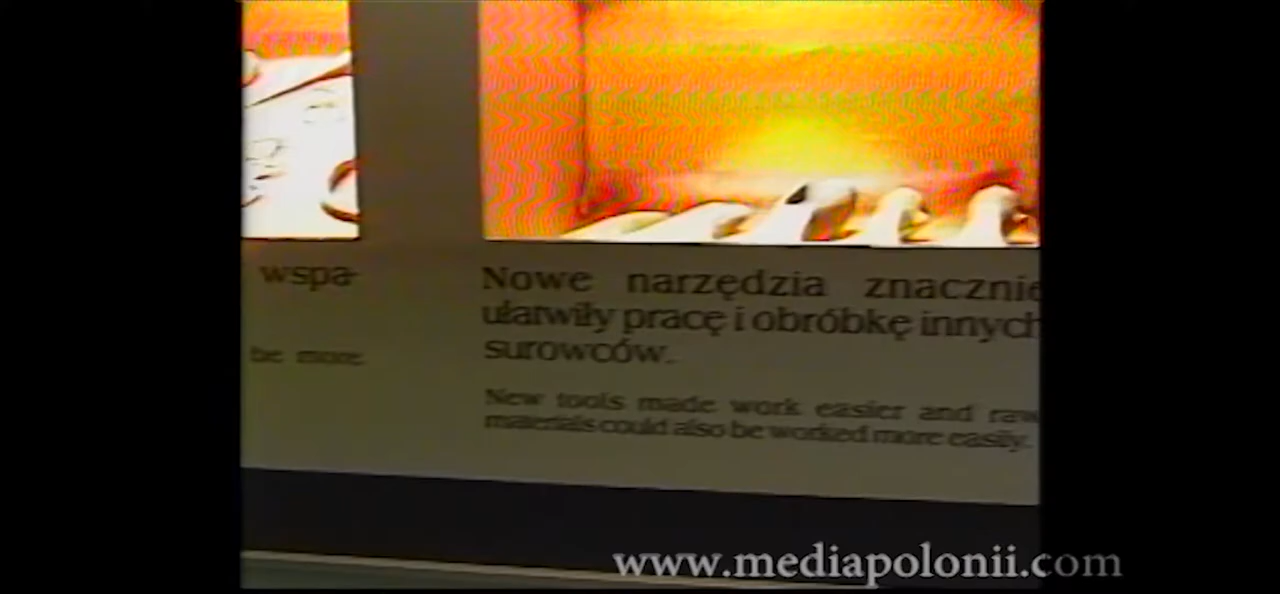 wspa-
be more
Nowe narzędzia znacznie
ułatwiły pracę i obróbkę innych
surowców.
New tools made work easier and raw
materials could also be worked more easily.
www.mediapolonii.com